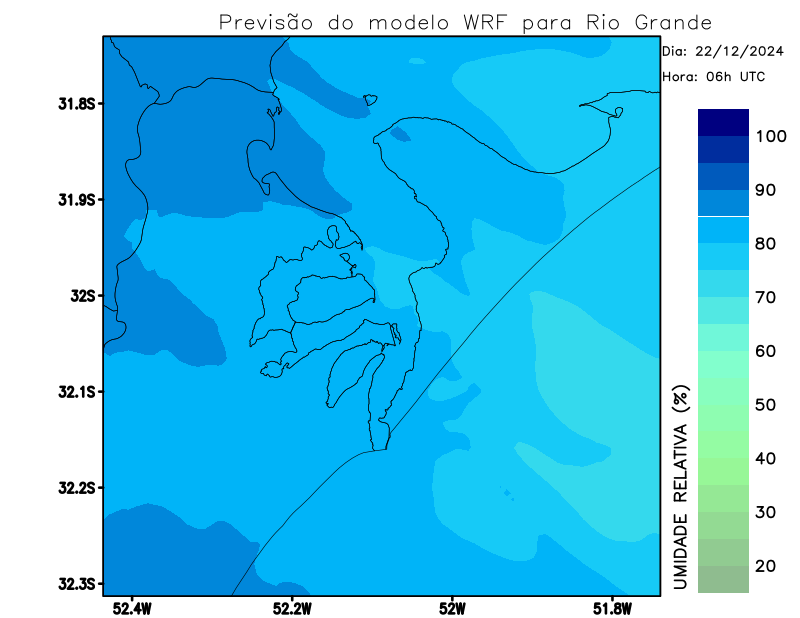 Previsão do modelo WRF para Rio Grande
Dia: 22/12/2024
Hora: 06h UTC
31.8S
31.9S
32S
32.1S
32.2S
32.3S
52.4W
52.2W
52W
51.8W
UMIDADE RELATIVA (%)
100
90
80
70
60
50
40
30
20